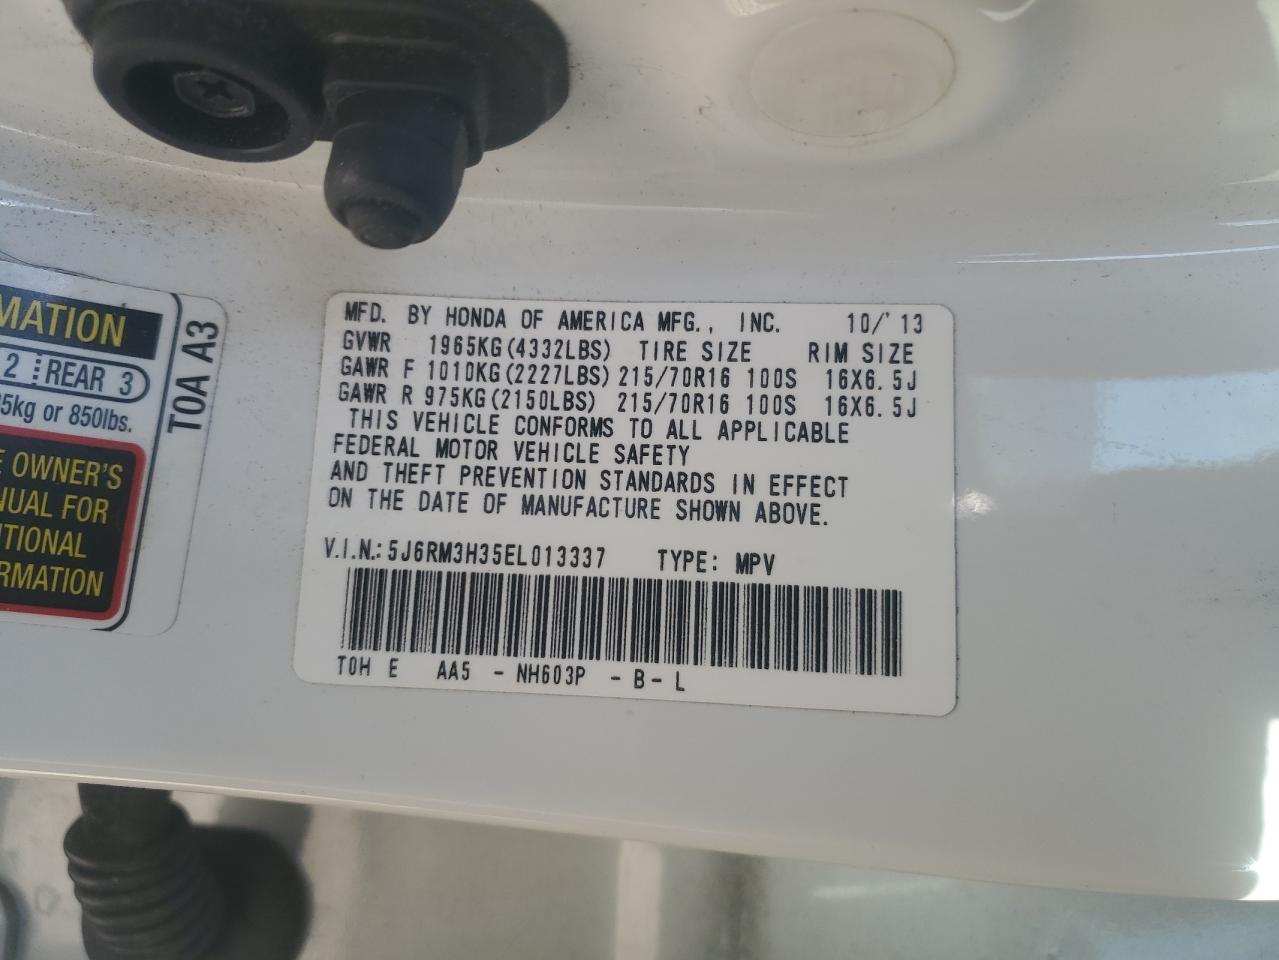 MFD. BY HONDA OF AMERICA MFG., INC. 10/'13
GVWR 1965KG(4332LBS) TIRE SIZE RIM SIZE
GAWR F 1010KG(2227LBS) 215/70R16 100S 16X6.5J
GAWR R 975KG(2150LBS) 215/70R16 100S 16X6.5J
THIS VEHICLE CONFORMS TO ALL APPLICABLE
FEDERAL MOTOR VEHICLE SAFETY
AND THEFT PREVENTION STANDARDS IN EFFECT
ON THE DATE OF MANUFACTURE SHOWN ABOVE.
V.I.N.: 5J6RM3H35EL013337 TYPE: MPV
TOH E AA5 - NH603P - B- L
MATION
2 REAR 3
5kg or 850lbs.
E OWNER'S
NUAL FOR
ITIONAL
RMATION
TOA A3